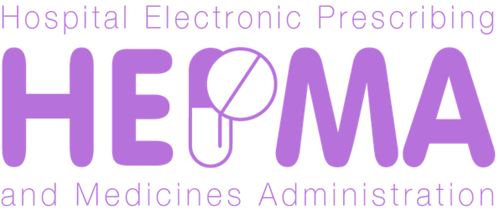 Hospital Electronic Prescribing
HEPMA
and Medicines Administration